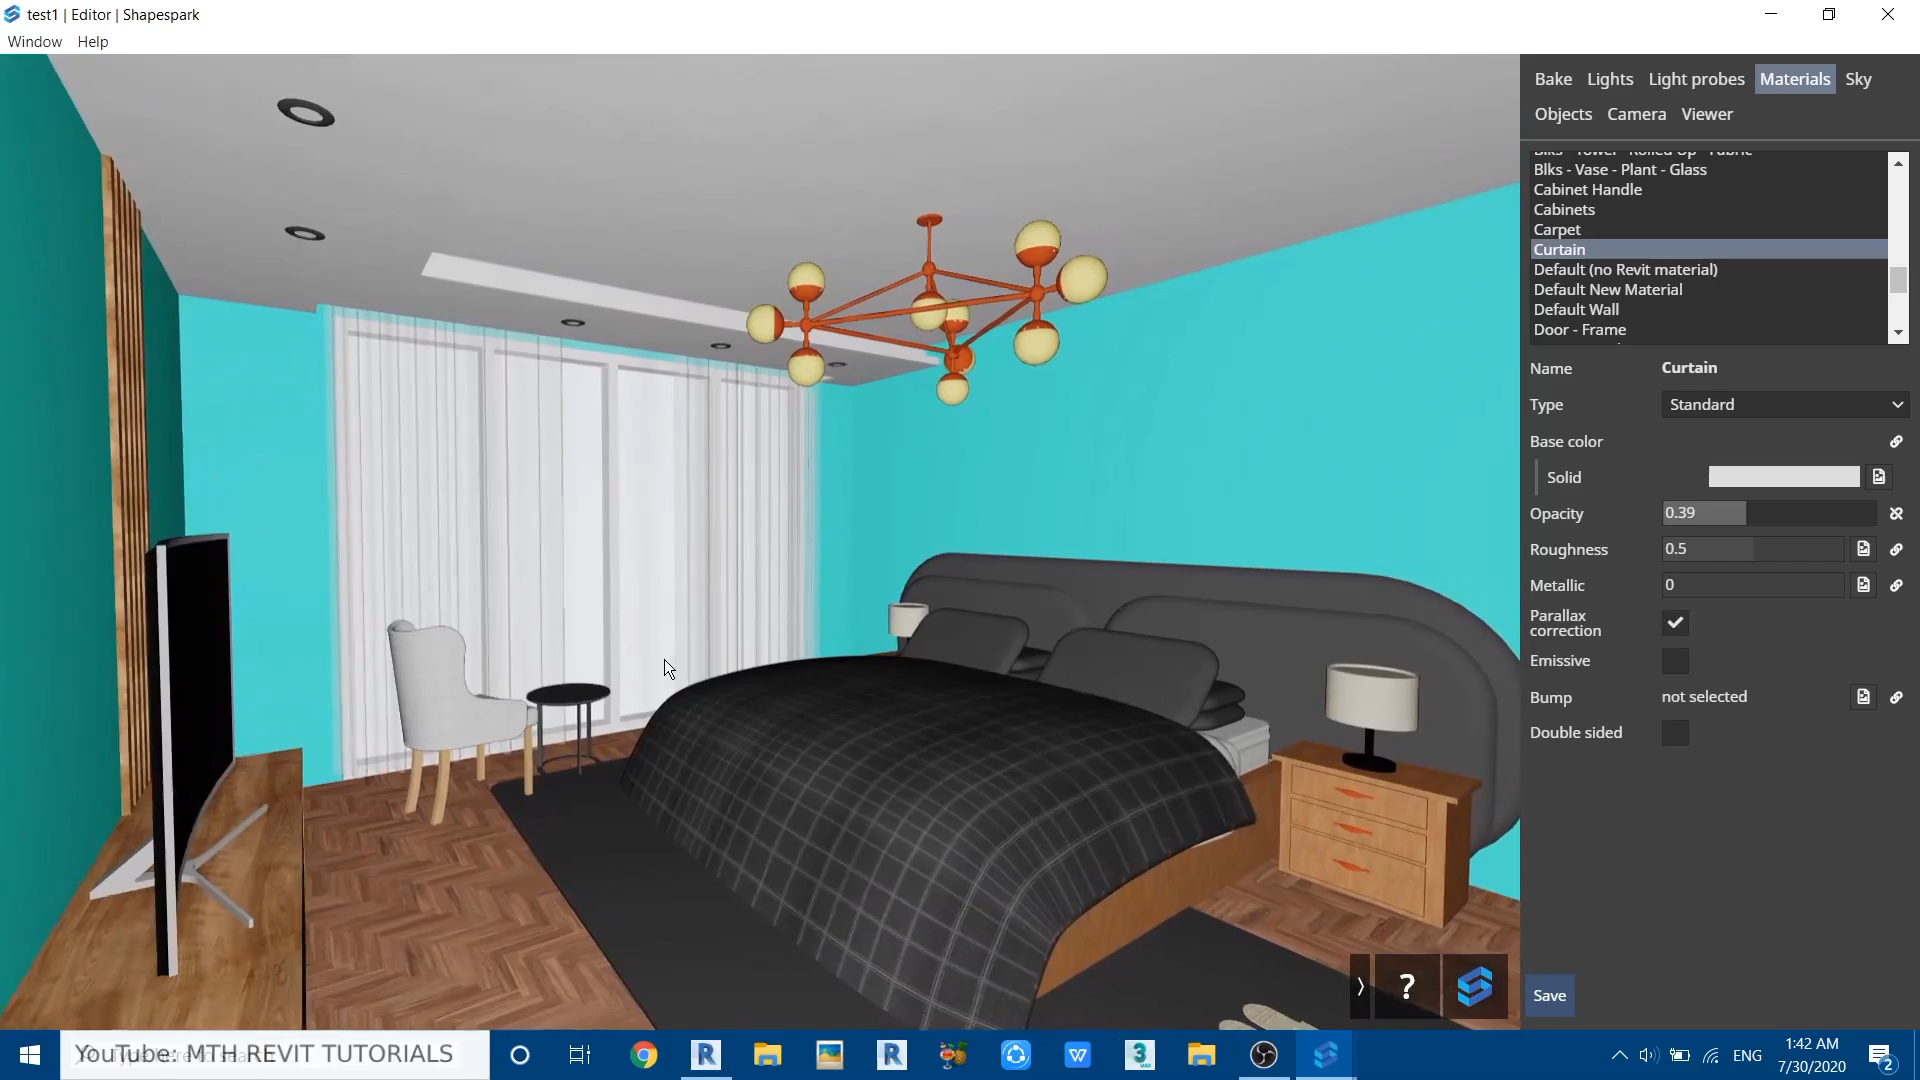 test1 | Editor | Shapespark
Window Help
Bake Lights Light probes Materials Sky
Objects Camera Viewer
Blks - Vase - Plant - Glass
Cabinet Handle
Cabinets
Carpet
Curtain
Default (no Revit material)
Default New Material
Default Wall
Door - Frame
Name Curtain
Type Standard
Base color
Solid
Opacity 0.39
Roughness 0.5
Metallic 0
Parallax
correction
Emissive
Bump not selected
Double sided
?
Save
YouTube: MTH REVIT TUTORIALS
R R W 3
ENG
1:42 AM
7/30/2020
2